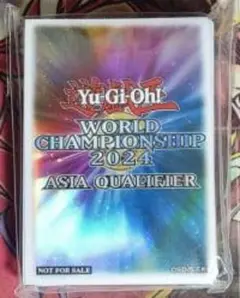 Yu-Gi-Oh!
WORLD
CHAMPIONSHIP
2024
ASIA QUALIFIER
NOT FOR SALE